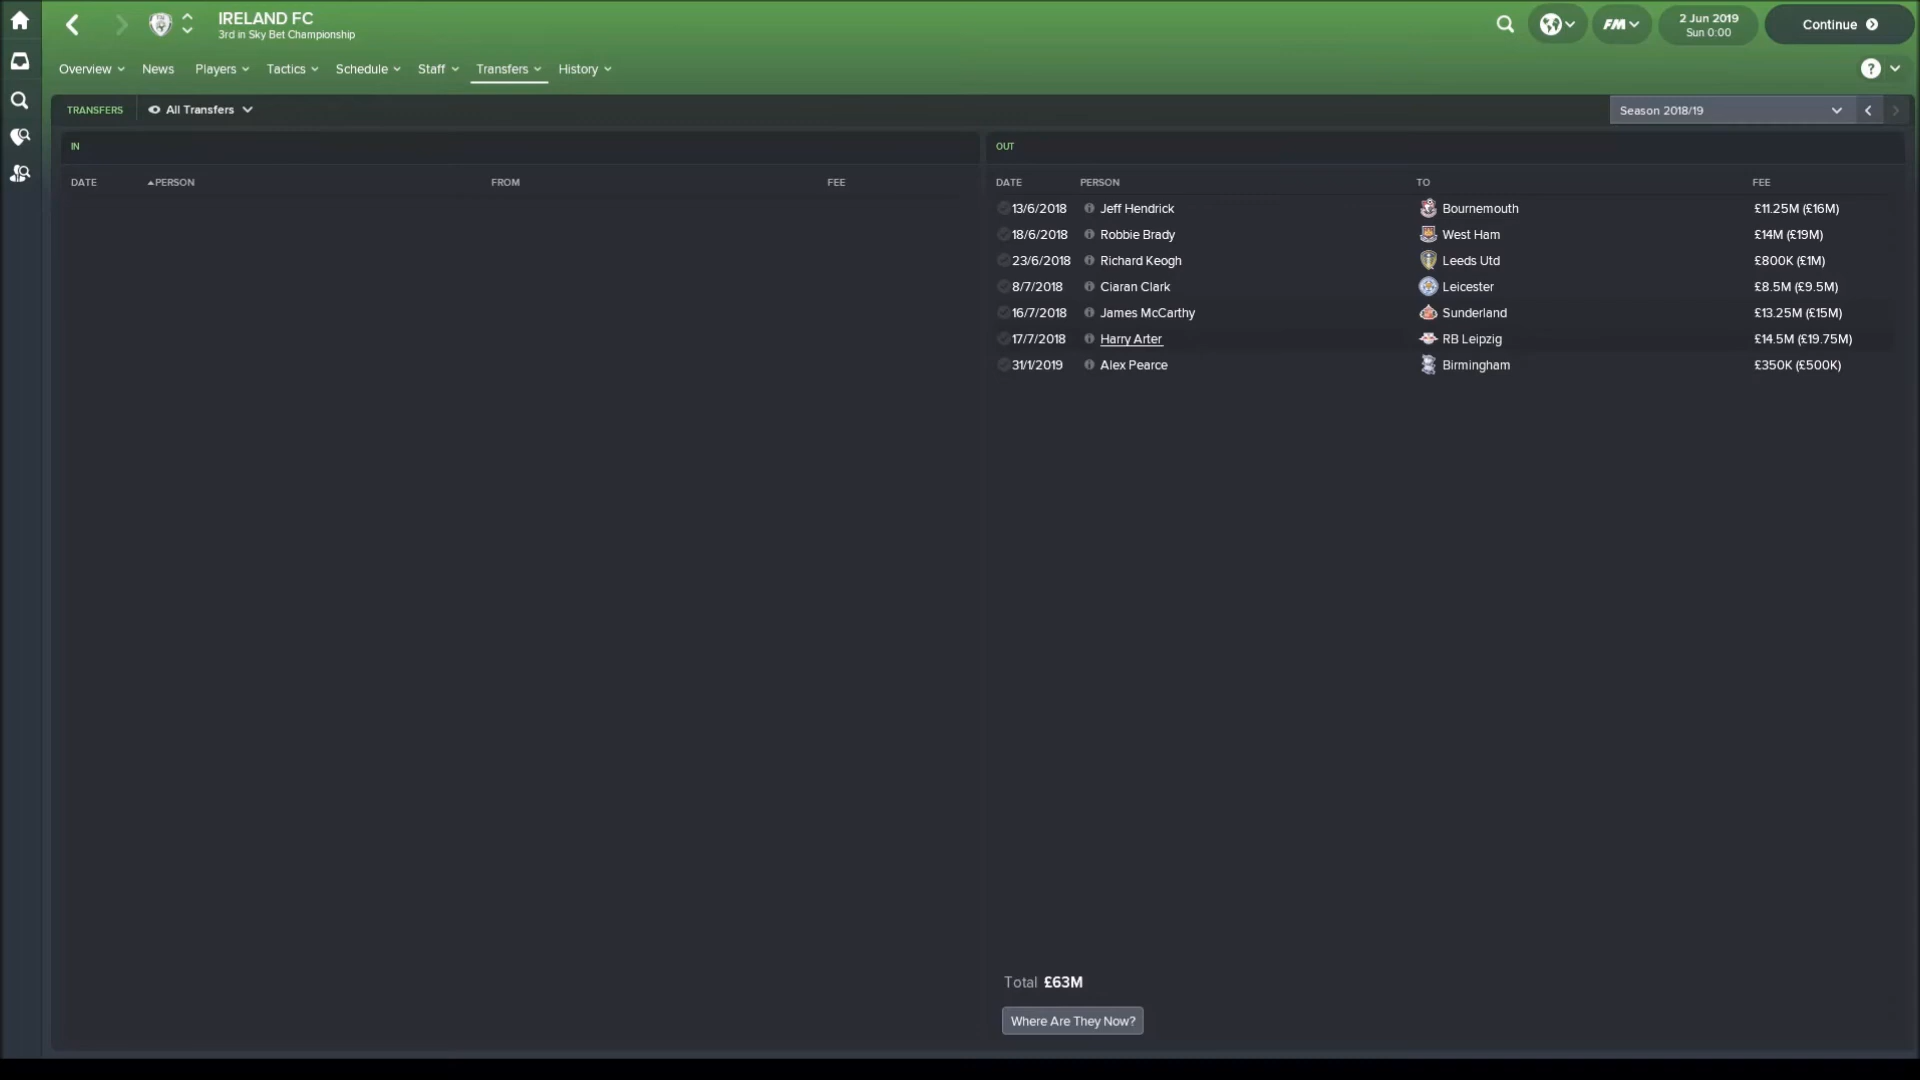 IRELAND FC
3rd in Sky Bet Championship
FM
2 Jun 2019
Sun 0:00
Continue
Overview News Players Tactics Schedule Staff Transfers History
?
TRANSFERS All Transfers Season 2018/19
IN
DATE PERSON FROM FEE
OUT
DATE PERSON TO FEE
13/6/2018 Jeff Hendrick Bournemouth £11.25M (£16M)
18/6/2018 Robbie Brady West Ham £14M (£19M)
23/6/2018 Richard Keogh Leeds Utd £800K (£1M)
8/7/2018 Ciaran Clark Leicester £8.5M (£9.5M)
16/7/2018 James McCarthy Sunderland £13.25M (£15M)
17/7/2018 Harry Arter RB Leipzig £14.5M (£19.75M)
31/1/2019 Alex Pearce Birmingham £350K (£500K)
Total £63M
Where Are They Now?